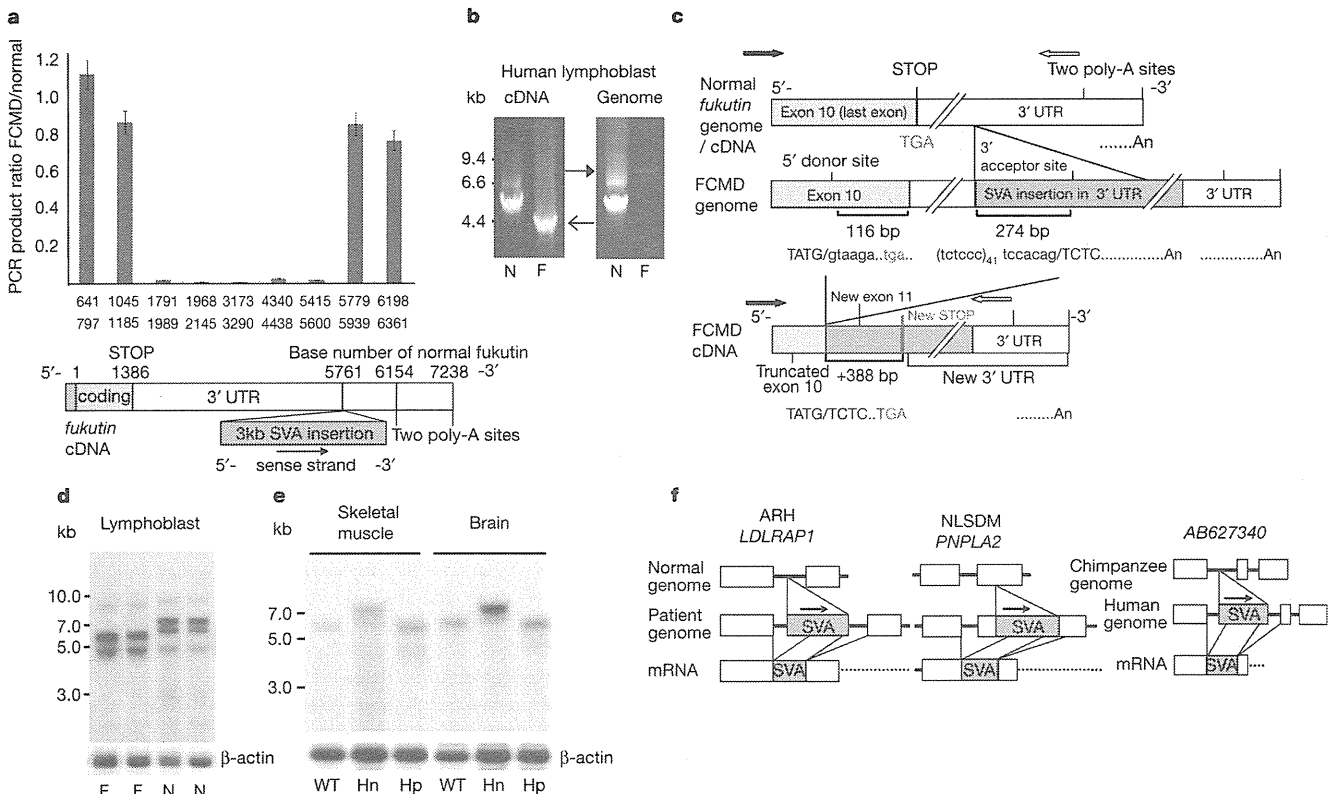 a
PCR product ratio FCMD/normal
1.2
1.0
0.8
0.6
0.4
0.2
641 1045 1791 1968 3173 4340 5415 5779 6198
797 1185 1989 2145 3290 4438 5600 5939 6361
STOP Base number of normal fukutin
5′- 1 1386 5761 6154 7238 -3′
coding 3′ UTR
fukutin
cDNA
3kb SVA insertion
Two poly-A sites
5′- sense strand -3′
b
Human lymphoblast
kb cDNA Genome
9.4
6.6
4.4
N F N F
c
STOP Two poly-A sites
Normal
fukutin
genome
/ cDNA
5′- -3′
Exon 10 (last exon) 3′ UTR
TGA .......An
3′
acceptor site
5′ donor site
FCMD
genome
Exon 10 SVA insertion in 3′ UTR 3′ UTR
116 bp 274 bp
TATG/gtaaga..tga.. (tctccc)41 tccacag/TCTC...............An ...............An
New exon 11
New STOP
5′- -3′
FCMD
cDNA
3′ UTR
Truncated
exon 10
+388 bp New 3′ UTR
TATG/TCTC..TGA .........An
d
kb Lymphoblast
10.0
7.0
5.0
3.0
β-actin
F F N N
e
kb Skeletal
muscle
Brain
7.0
5.0
3.0
β-actin
WT Hn Hp WT Hn Hp
f
ARH
LDLRAP1
NLSDM
PNPLA2
AB627340
Normal
genome
Patient
genome
mRNA
SVA
SVA
SVA
SVA
Chimpanzee
genome
Human
genome
mRNA
SVA
SVA